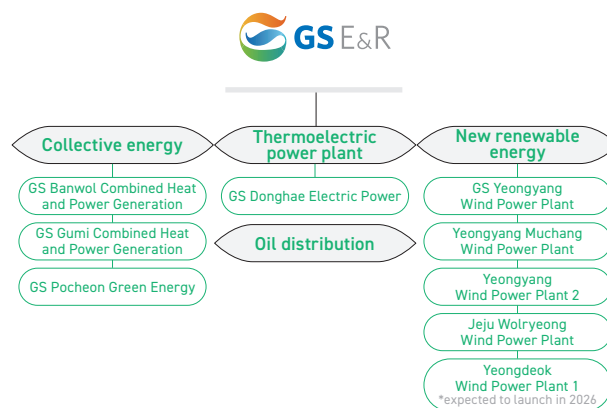 GS E&R
Collective energy
GS Banwol Combined Heat
and Power Generation
GS Gumi Combined Heat
and Power Generation
GS Pocheon Green Energy
Thermoelectric
power plant
GS Donghae Electric Power
Oil distribution
New renewable
energy
GS Yeongyang
Wind Power Plant
Yeongyang Muchang
Wind Power Plant
Yeongyang
Wind Power Plant 2
Jeju Wolryeong
Wind Power Plant
Yeongdeok
Wind Power Plant 1
*expected to launch in 2026